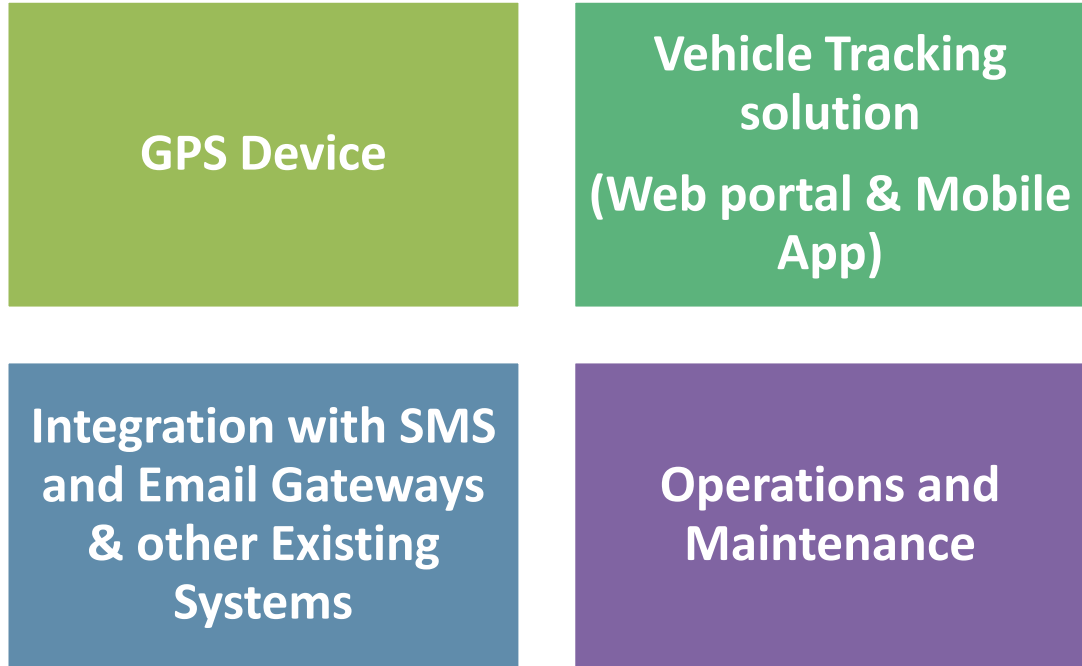 GPS Device
Vehicle Tracking
solution
(Web portal & Mobile
App)
Integration with SMS
and Email Gateways
& other Existing
Systems
Operations and
Maintenance